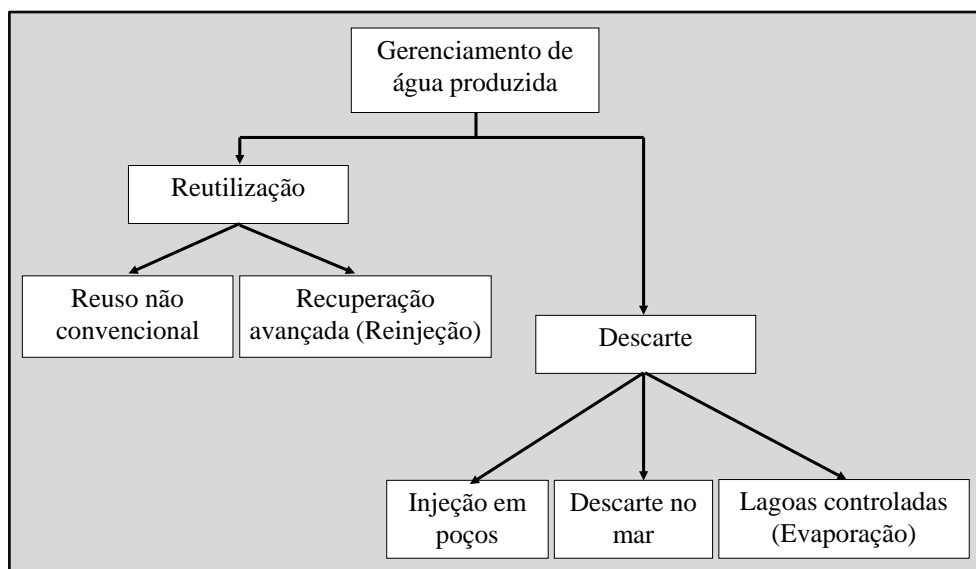 Gerenciamento de
água produzida
Reutilização
Reuso não
convencional
Recuperação
avançada (Reinjeção)
Descarte
Injeção em
poços
Descarte no
mar
Lagoas controladas
(Evaporação)